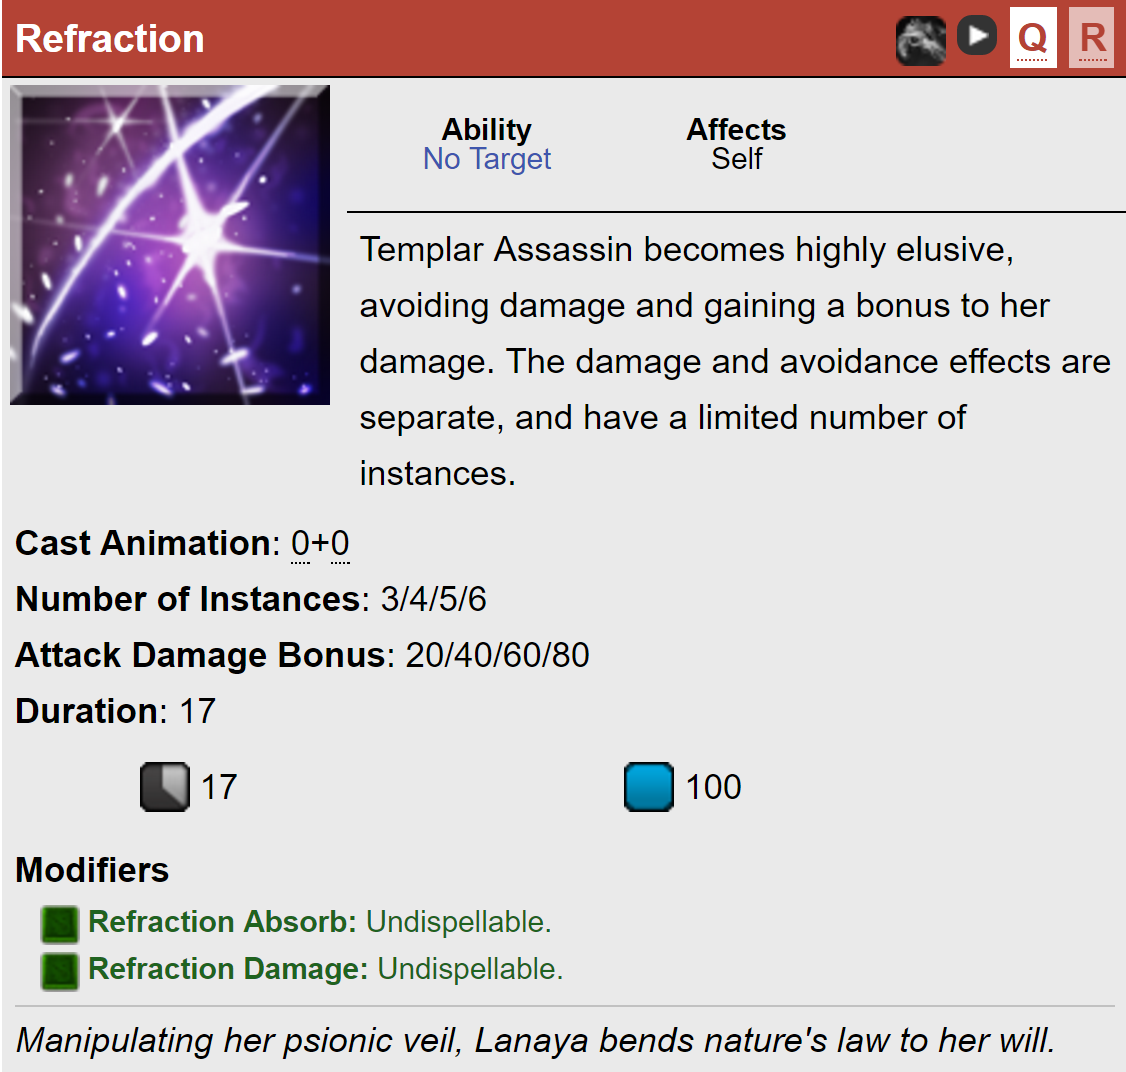 Refraction Q R
Ability Affects
No Target Self
Templar Assassin becomes highly elusive,
avoiding damage and gaining a bonus to her
damage. The damage and avoidance effects are
separate, and have a limited number of
instances.
Cast Animation: 0+0
Number of Instances: 3/4/5/6
Attack Damage Bonus: 20/40/60/80
Duration: 17
17 100
Modifiers
Refraction Absorb: Undispellable.
Refraction Damage: Undispellable.
Manipulating her psionic veil, Lanaya bends nature's law to her will.